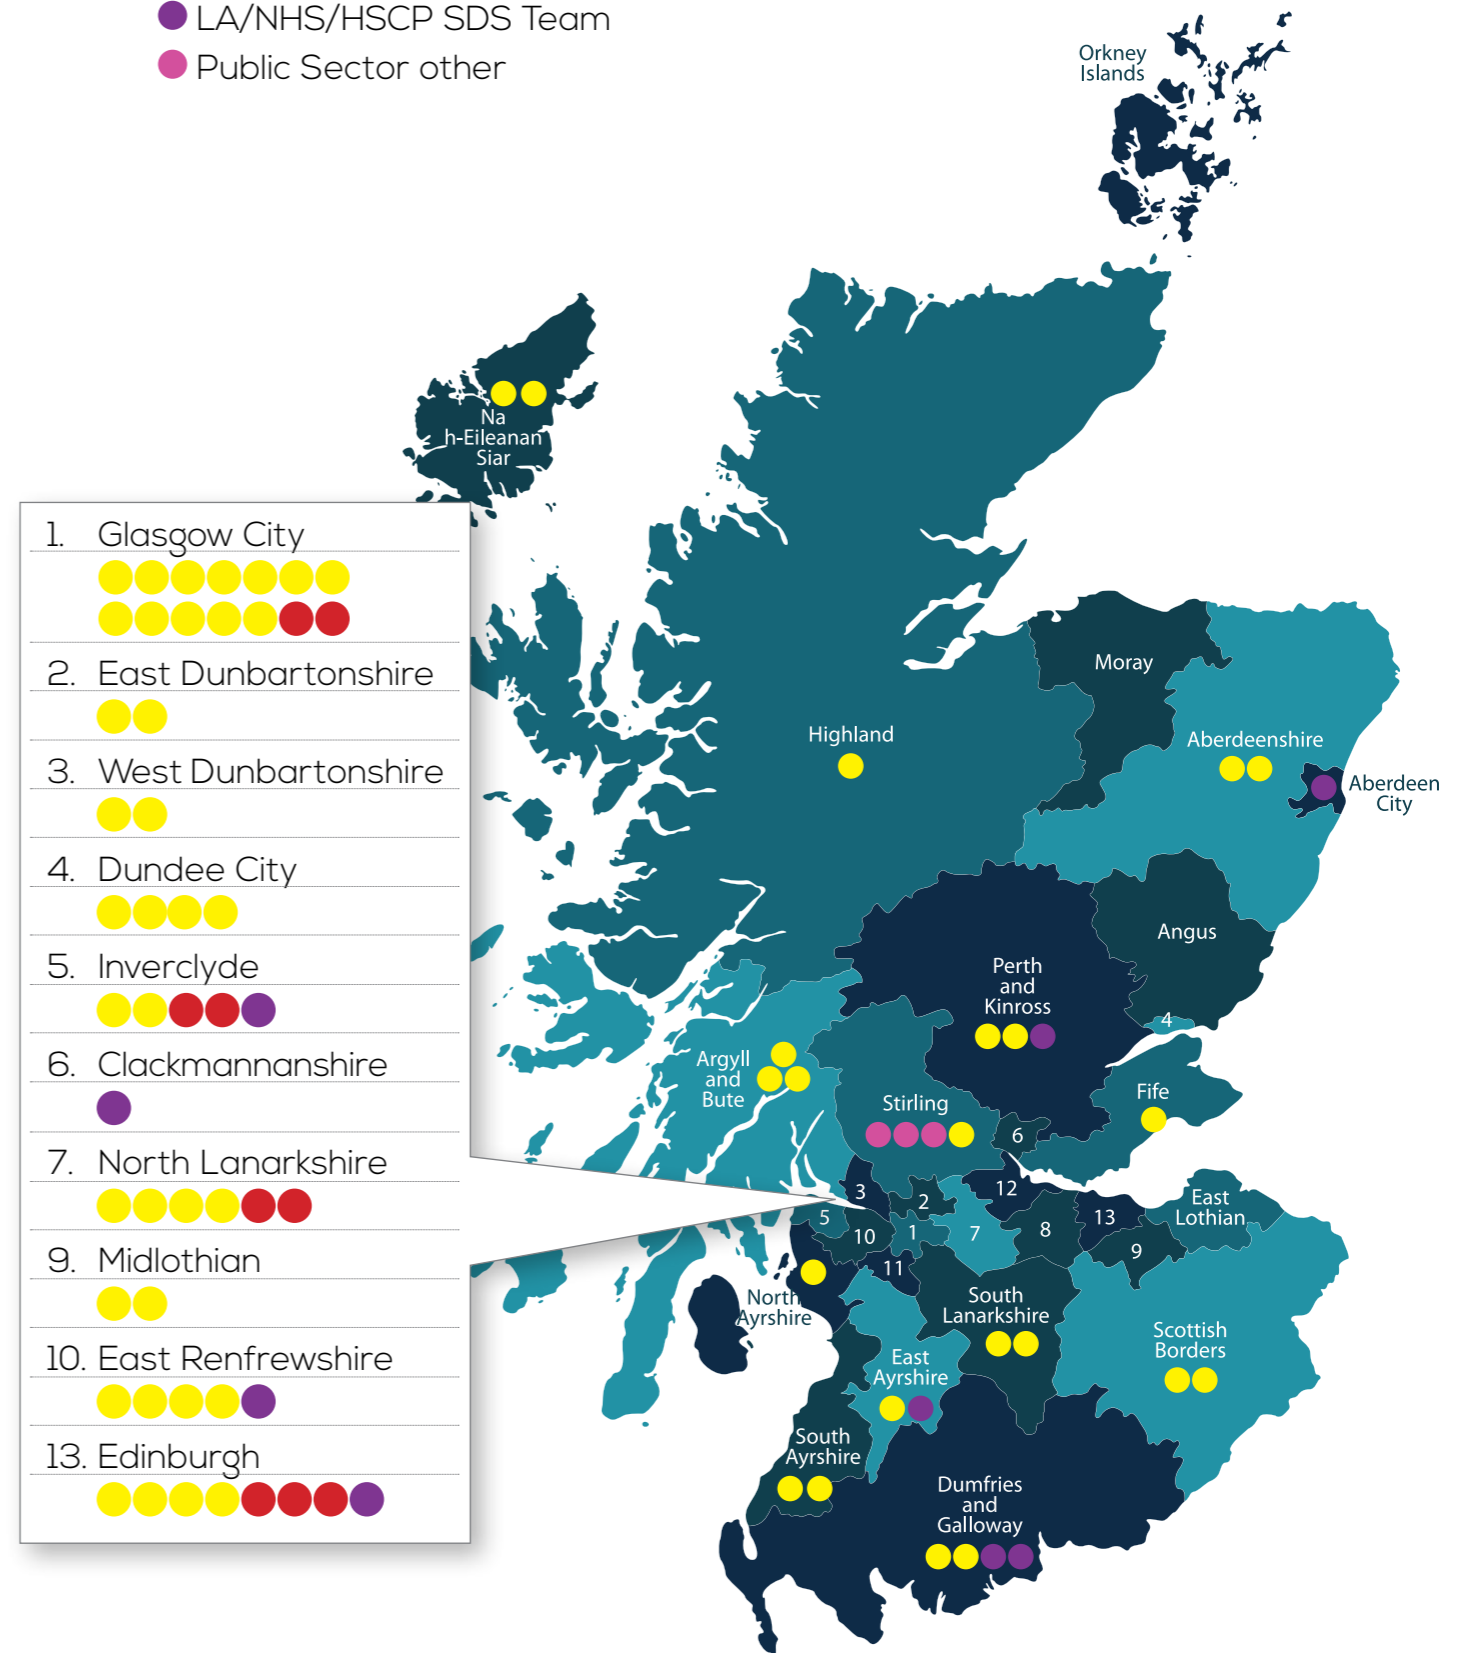 LA/NHS/HSCP SDS Team
Public Sector other
Orkney
Islands
Na
h-Eileanan
Siar
1. Glasgow City
2. East Dunbartonshire
3. West Dunbartonshire
4. Dundee City
5. Inverclyde
6. Clackmannanshire
7. North Lanarkshire
9. Midlothian
10. East Renfrewshire
13. Edinburgh
Moray
Highland
Aberdeenshire
Aberdeen
City
Angus
Perth
and
Kinross
4
Argyll
and
Bute
Fife
Stirling
6
3
2
12
13
East
Lothian
5
10
1
7
8
9
11
North
Ayrshire
South
Lanarkshire
Scottish
Borders
East
Ayrshire
South
Ayrshire
Dumfries
and
Galloway